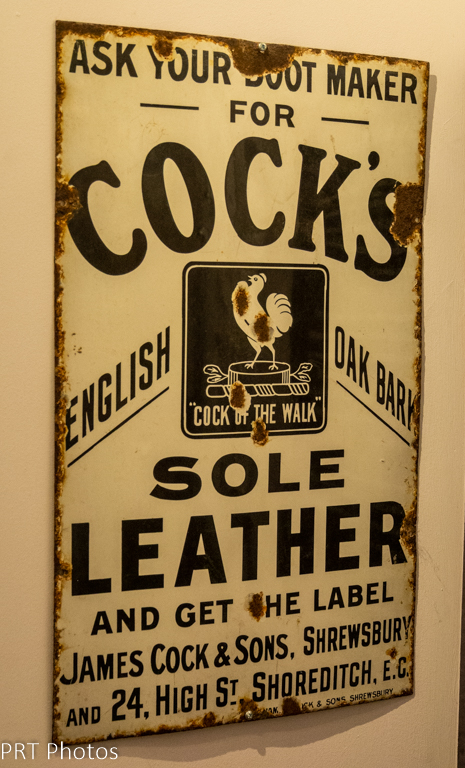 ASK YOUR BOOT MAKER
FOR
COCK'S
ENGLISH OAK BARK
"COCK OF THE WALK"
SOLE
LEATHER
AND GET THE LABEL
JAMES COCK & SONS, SHREWSBURY
AND 24, HIGH ST SHOREDITCH, E.C.
& SONS, SHREWSBURY
PRT Photos